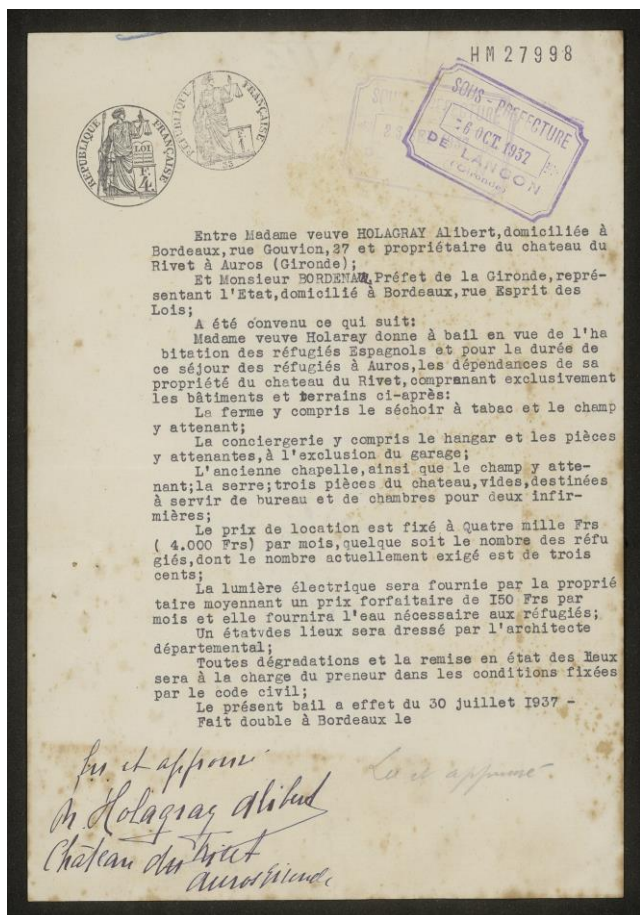 HM27998
RÉPUBLIQUE FRANÇAISE
LOI
RÉPUBLIQUE FRANÇAISE
SOUS - PREFECTURE
-6 OCT. 1937
DE LANGON
(Gironde)
Entre Madame veuve HOLAGRAY Alibert,domiciliée à
Bordeaux,rue Gouvion,27 et propriétaire du chateau du
Rivet à Auros (Gironde);
Et Monsieur BORDENAVE,Préfet de la Gironde,repré-
sentant l'Etat,domicilié à Bordeaux,rue Esprit des
Lois;
A été convenu ce qui suit:
Madame veuve Holaray donne à bail en vue de l'ha
bitation des réfugiés Espagnols et pour la durée de
ce séjour des réfugiés à Auros,les dépendances de sa
propriété du chateau du Rivet,comprenant exclusivement
les bâtiments et terrains ci-après:
La ferme y compris le séchoir à tabac et le champ
y attenant;
La conciergerie y compris le hangar et les pièces
y attenantes,à l'exclusion du garage;
L'ancienne chapelle,ainsi que le champ y atte-
nant;la serre;trois pièces du chateau,vides,destinées
à servir de bureau et de chambres pour deux infir-
mières;
Le prix de location est fixé à Quatre mille Frs
( 4.000 Frs) par mois,quelque soit le nombre des réfu
giés,dont le nombre actuellement exigé est de trois
cents;
La lumière électrique sera fournie par la proprié
taire moyennant un prix forfaitaire de I50 Frs par
mois et elle fournira l'eau nécessaire aux réfugiés;
Un étatvdes lieux sera dressé par l'architecte
départemental;
Toutes dégradations et la remise en état des lieux
sera à la charge du preneur dans les conditions fixées
par le code civil;
Le présent bail a effet du 30 juillet I937 -
Fait double à Bordeaux le
Lu et approuvé
Lu et approuvé.
M. Holagray Alibert
Château du Rivet
Auros Gironde